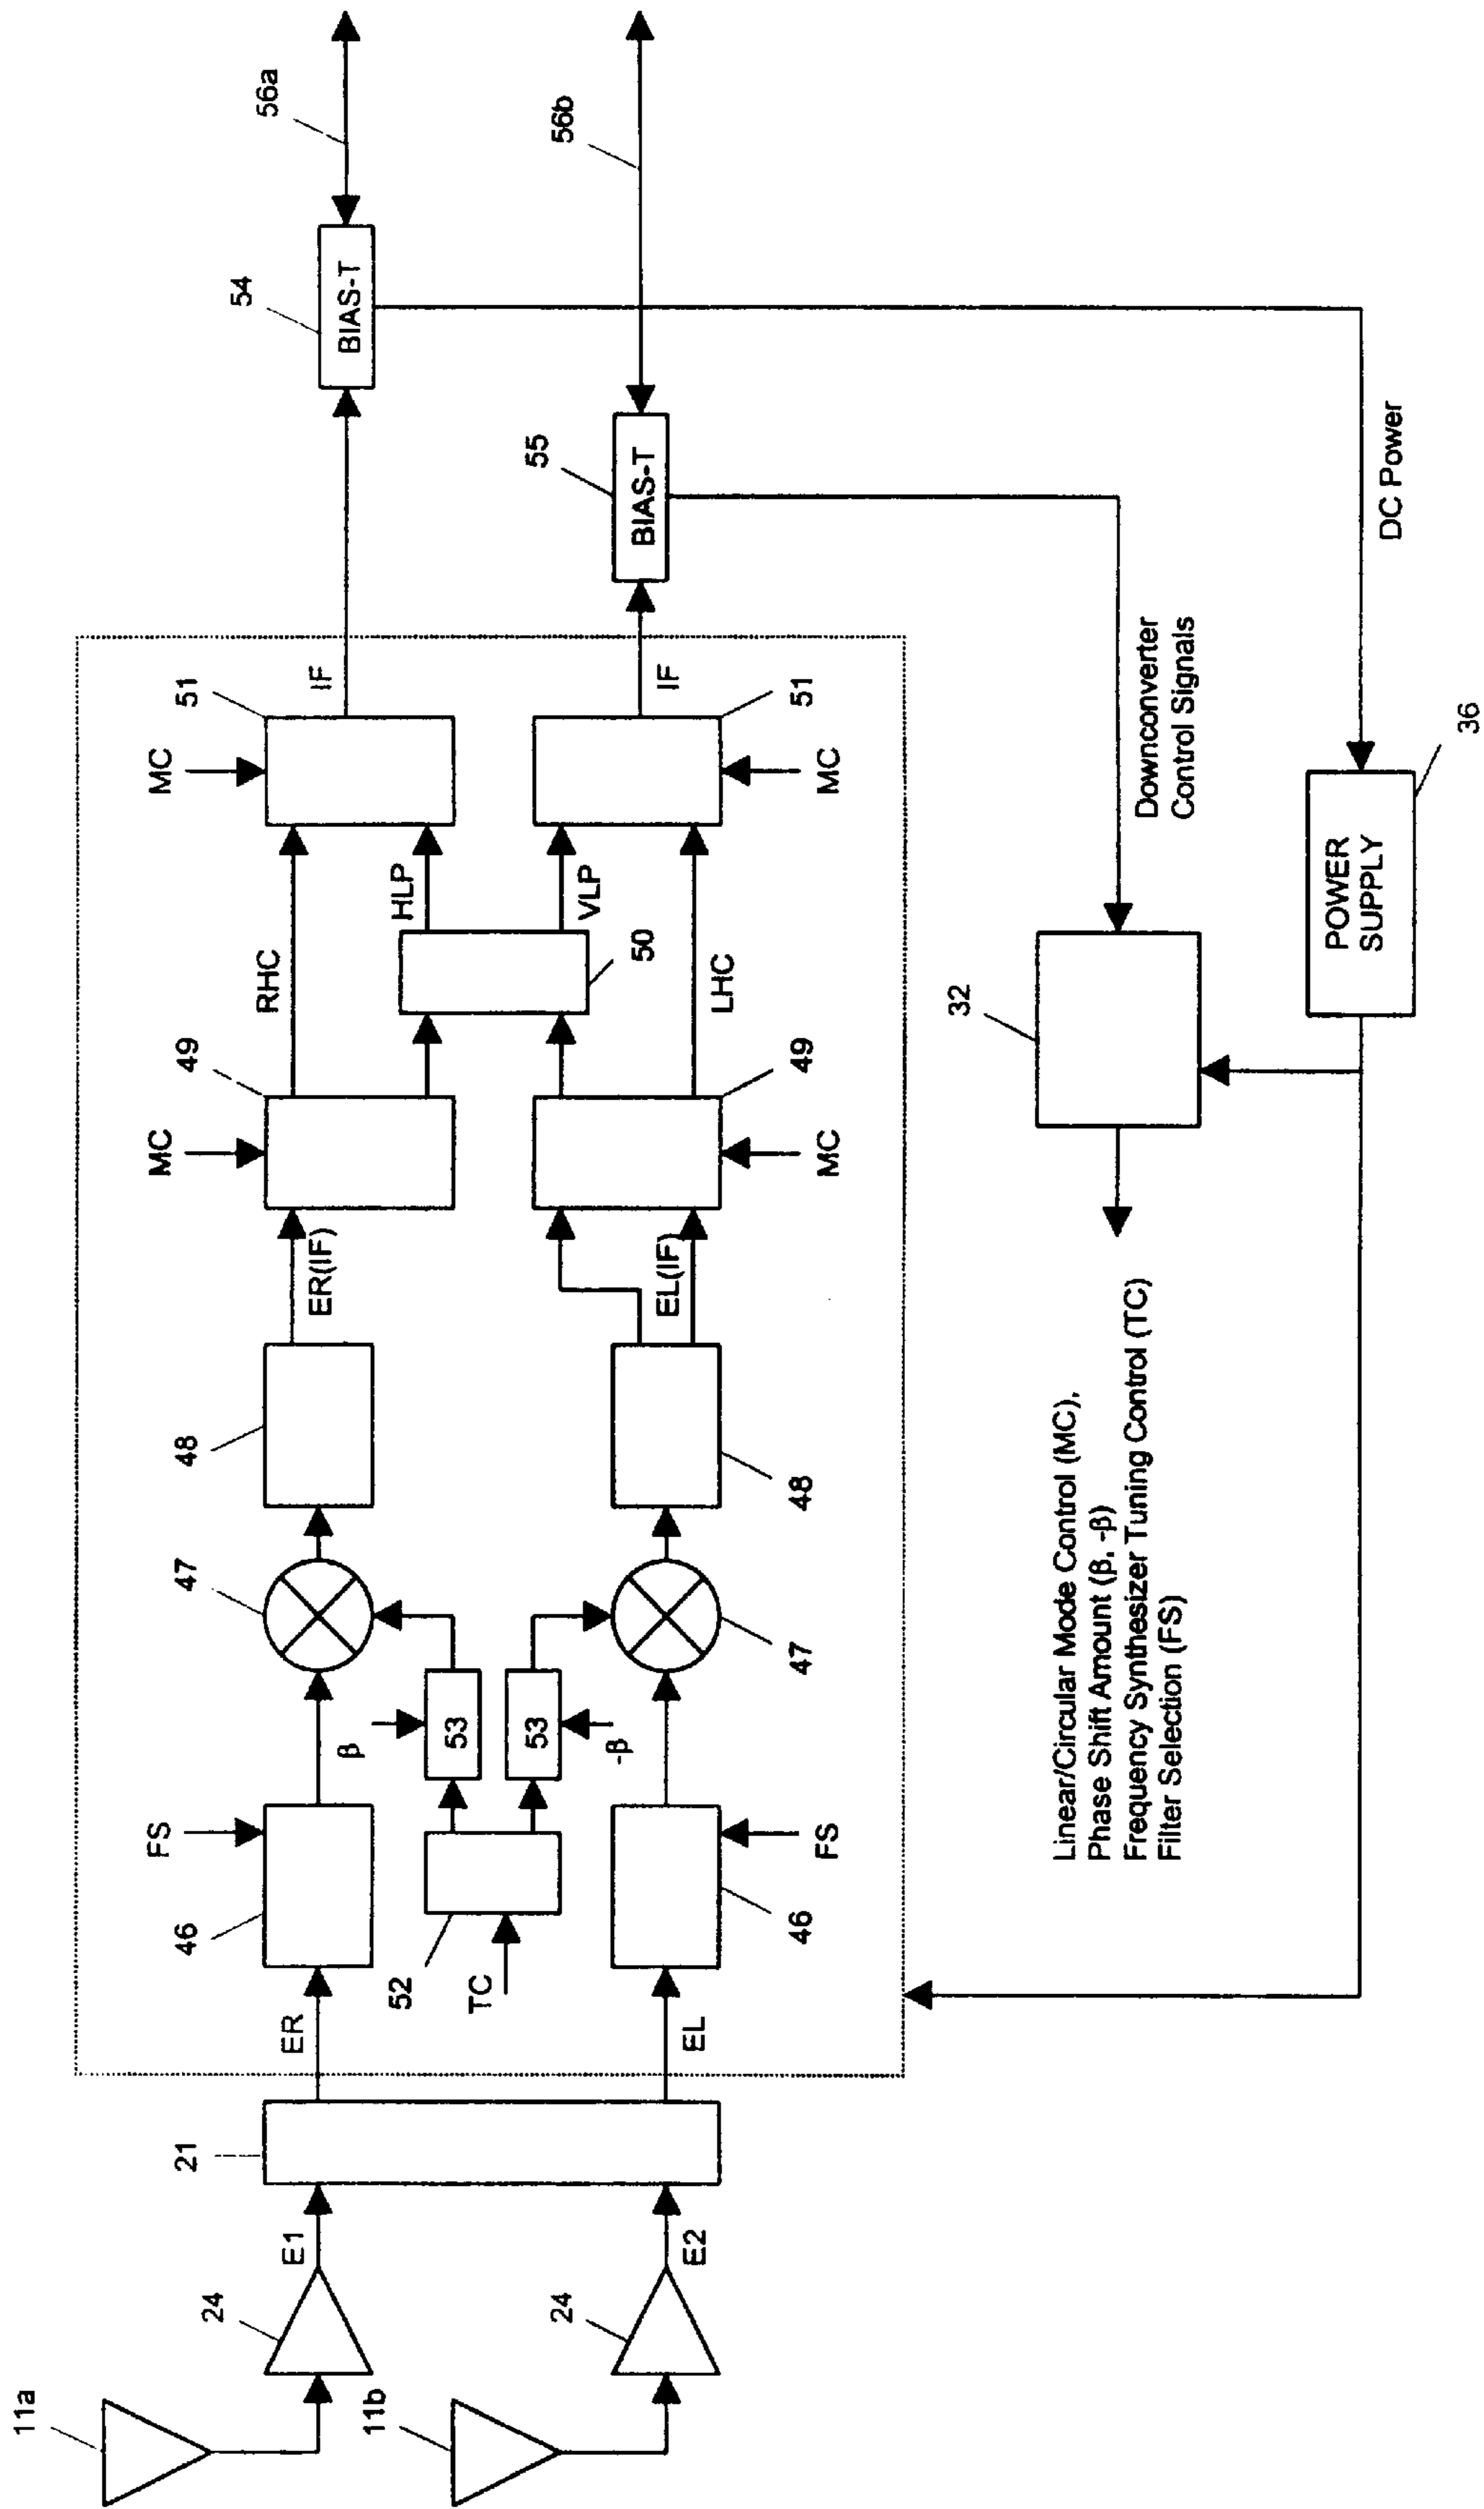 11a
24
E1
21
ER
46
FS
β
47
48
ER(IF)
49
MC
RHC
HLP
51
MC
IF
54
BIAS-T
56a
52
TC
53
53
50
11b
24
E2
EL
46
FS
-β
47
48
EL(IF)
49
MC
LHC
VLP
51
MC
IF
55
BIAS-T
56b
Linear/Circular Mode Control (MC),
Phase Shift Amount (β, -β)
Frequency Synthesizer Tuning Control (TC)
Filter Selection (FS)
32
Downconverter
Control Signals
POWER
SUPPLY
36
DC Power